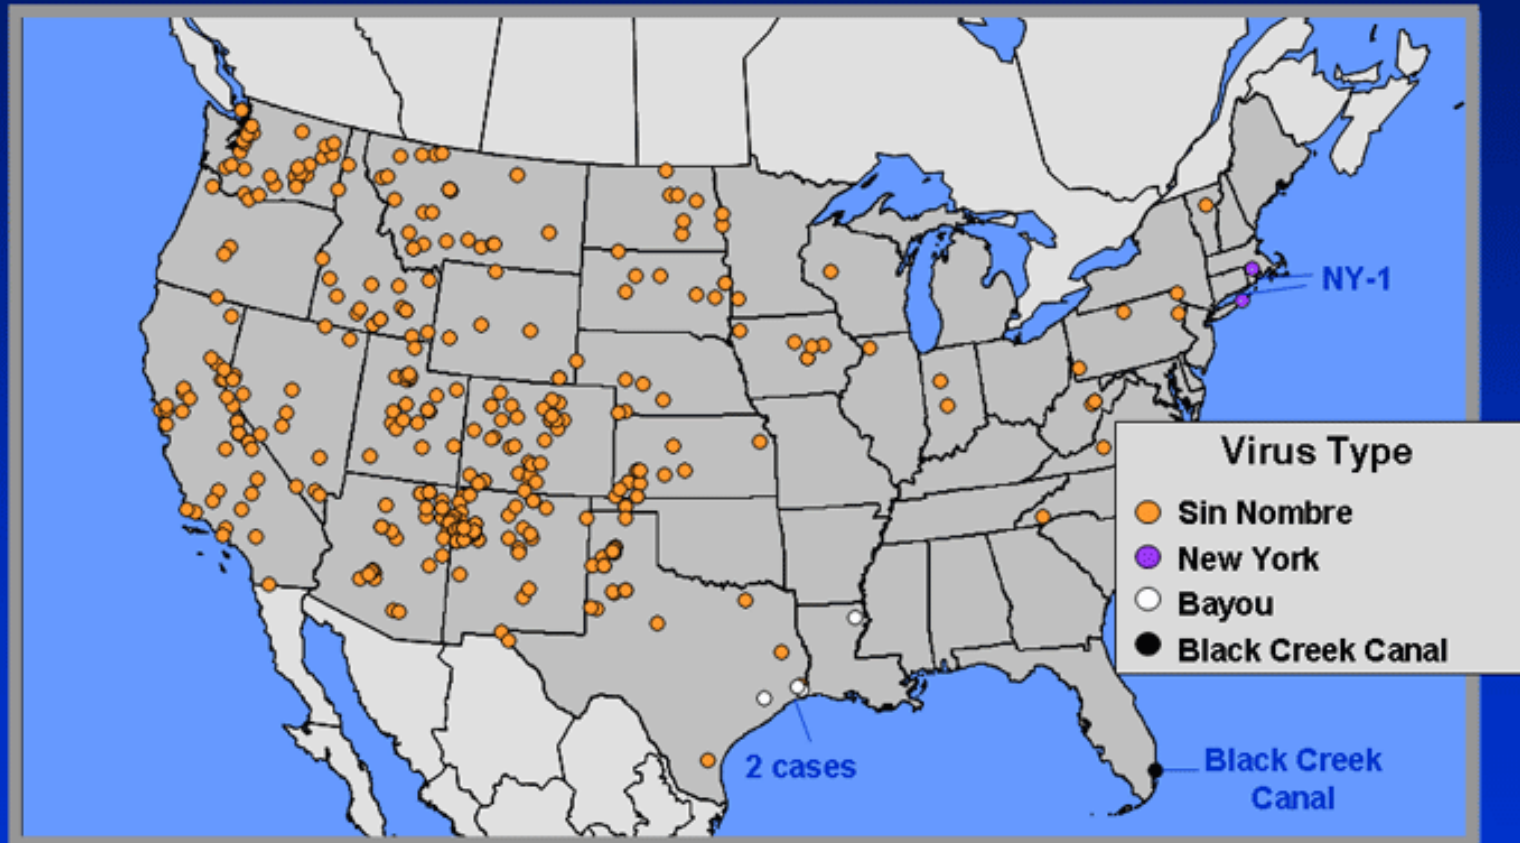 NY-1
Virus Type
Sin Nombre
New York
Bayou
Black Creek Canal
2 cases
Black Creek
Canal